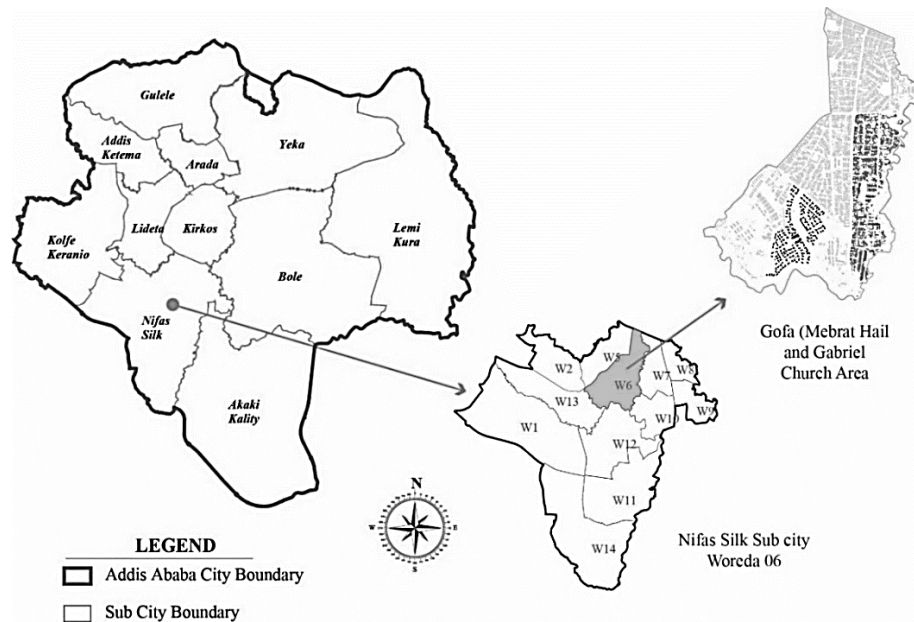 Gulele
Addis
Ketema
Arada
Yeka
Kolfe
Keranio
Lideta
Kirkos
Lemi
Kura
Bole
Nifas
Silk
Akaki
Kality
W2
W5
W6
W7
W8
W9
W13
W10
W1
W12
W11
W14
Gofa (Mebrat Hail
and Gabriel
Church Area
Nifas Silk Sub city
Woreda 06
N
W
E
S
LEGEND
Addis Ababa City Boundary
Sub City Boundary